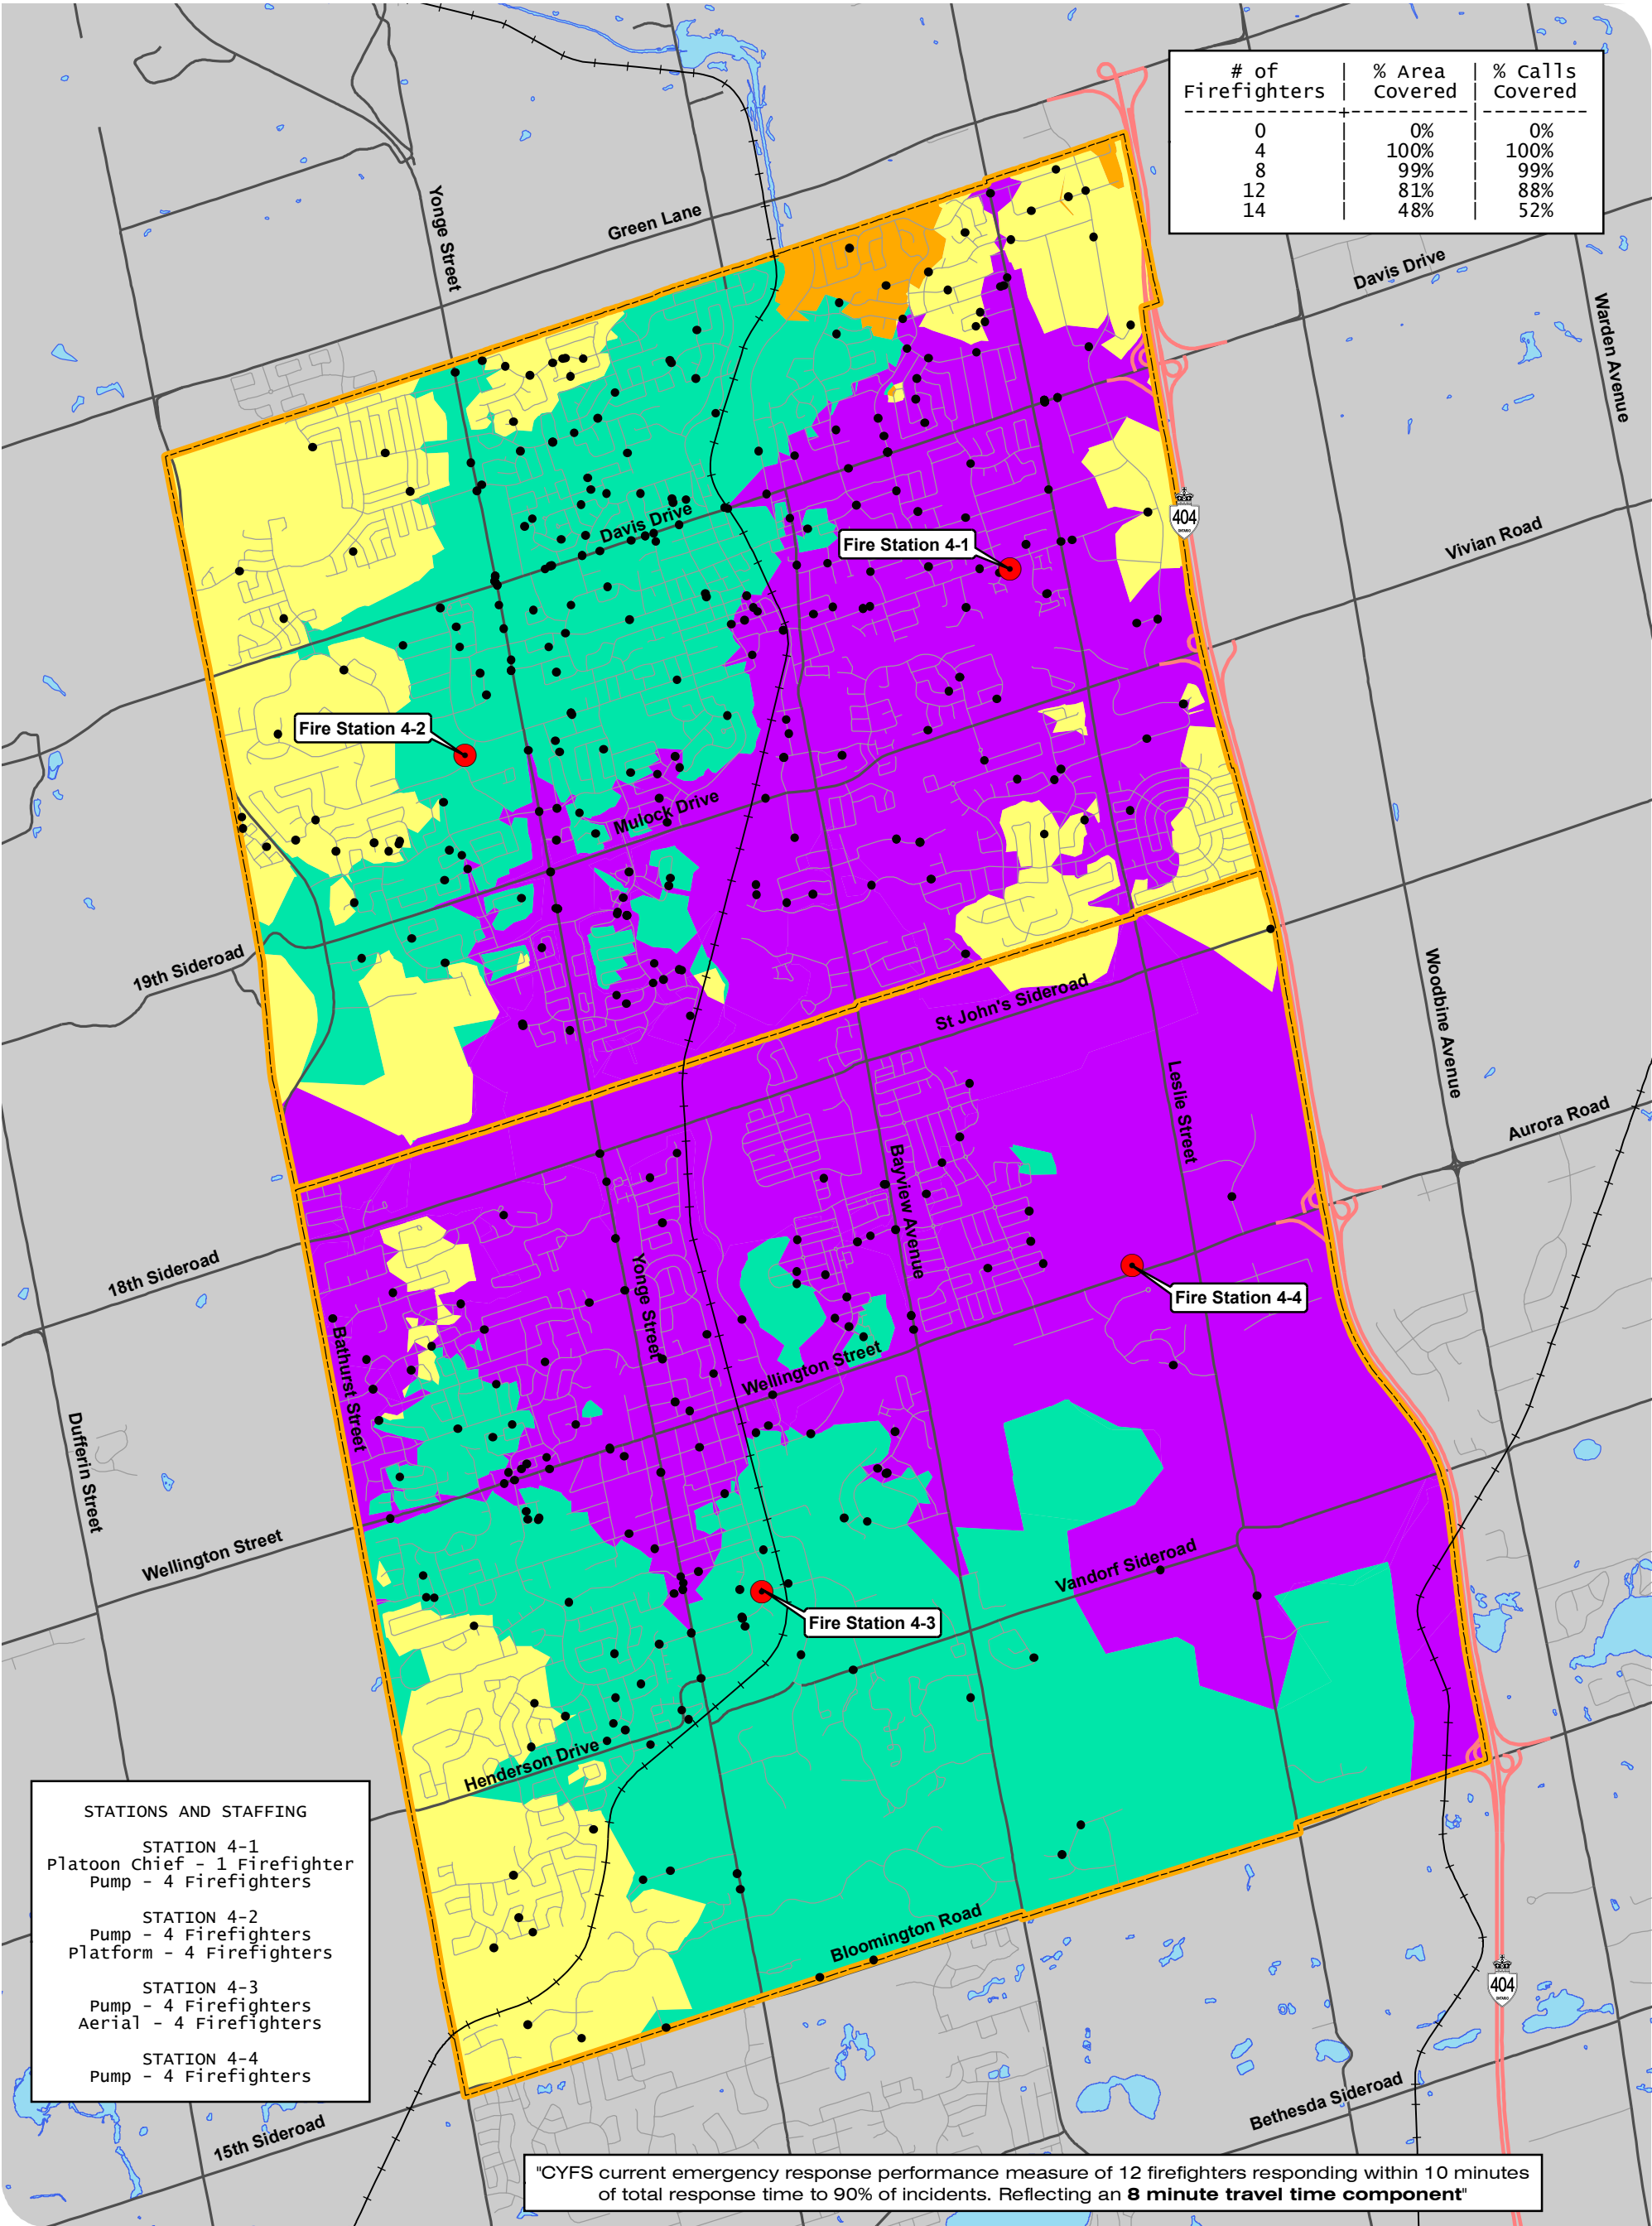 # of | % Area | % Calls
Firefighters | Covered | Covered
0 | 0% | 0%
4 | 100% | 100%
8 | 99% | 99%
12 | 81% | 88%
14 | 48% | 52%
Yonge Street
Green Lane
Davis Drive
Warden Avenue
404
ONTARIO
Vivian Road
Davis Drive
Fire Station 4-1
Fire Station 4-2
Mulock Drive
19th Sideroad
St John's Sideroad
Woodbine Avenue
Leslie Street
Aurora Road
Bayview Avenue
18th Sideroad
Yonge Street
Fire Station 4-4
Bathurst Street
Wellington Street
Dufferin Street
Wellington Street
Vandorf Sideroad
Fire Station 4-3
Henderson Drive
Bloomington Road
404
ONTARIO
STATIONS AND STAFFING
STATION 4-1
Platoon Chief - 1 Firefighter
Pump - 4 Firefighters
STATION 4-2
Pump - 4 Firefighters
Platform - 4 Firefighters
STATION 4-3
Pump - 4 Firefighters
Aerial - 4 Firefighters
STATION 4-4
Pump - 4 Firefighters
15th Sideroad
Bethesda Sideroad
"CYFS current emergency response performance measure of 12 firefighters responding within 10 minutes
of total response time to 90% of incidents. Reflecting an 8 minute travel time component"